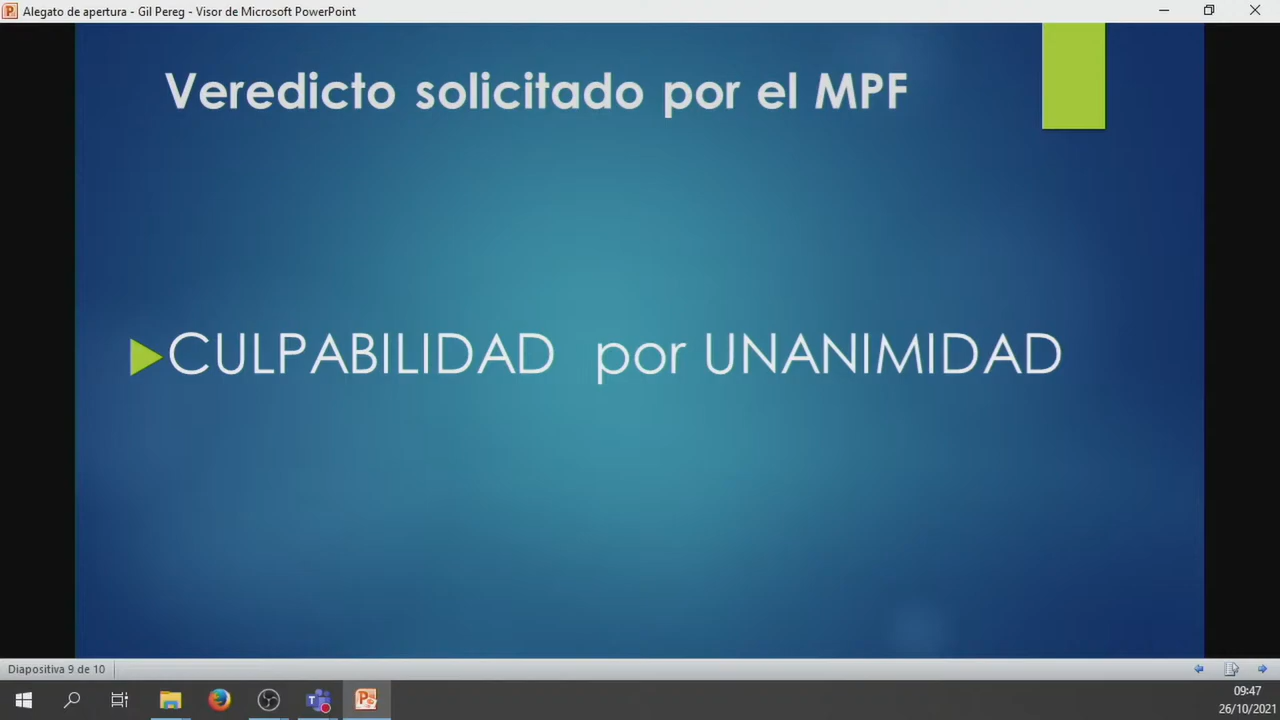 Alegato de apertura - Gil Pereg - Visor de Microsoft PowerPoint
Veredicto solicitado por el MPF
CULPABILIDAD por UNANIMIDAD
Diapositiva 9 de 10
09:47
26/10/2021